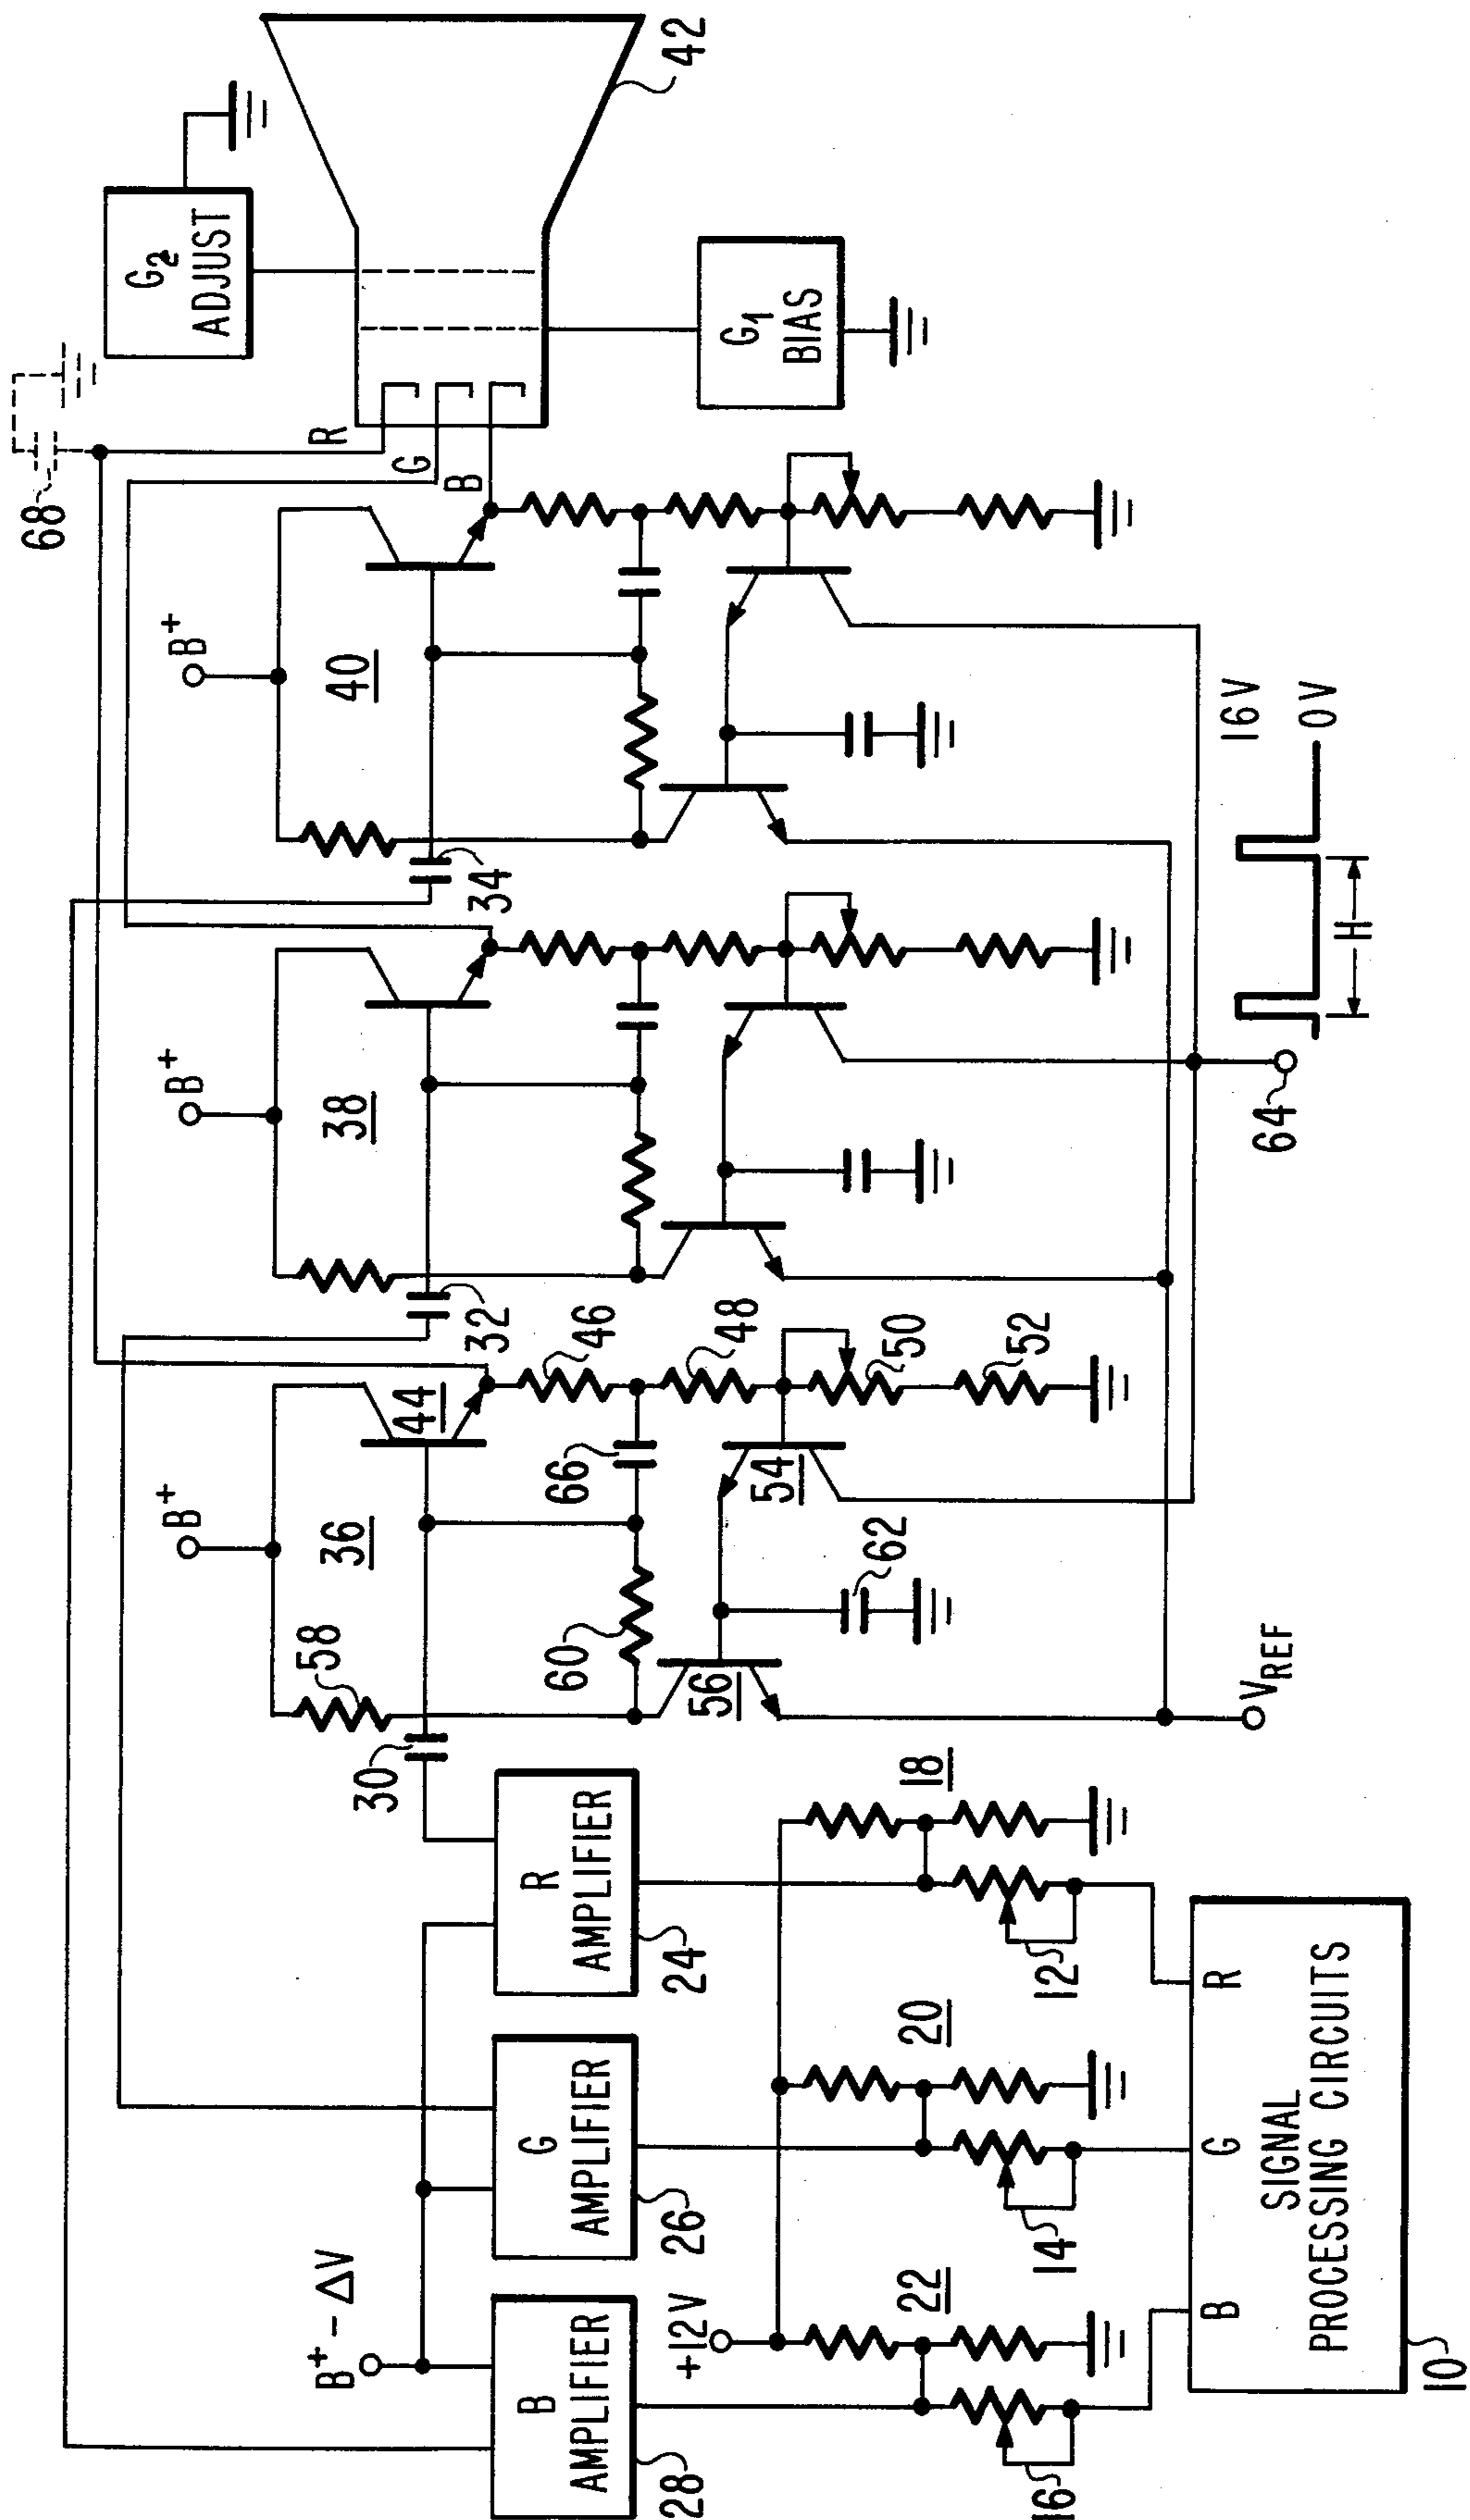 68
G2
ADJUST
42
R
G
B
G1
BIAS
B+
40
34
B+
38
32
B+
36
44
46
48
50
52
66
54
58
60
62
56
30
16V
0V
H
64
VREF
B+ - ΔV
B
AMPLIFIER
28
G
AMPLIFIER
26
R
AMPLIFIER
24
+12V
22
20
18
16
14
12
B
G
R
SIGNAL
PROCESSING CIRCUITS
10